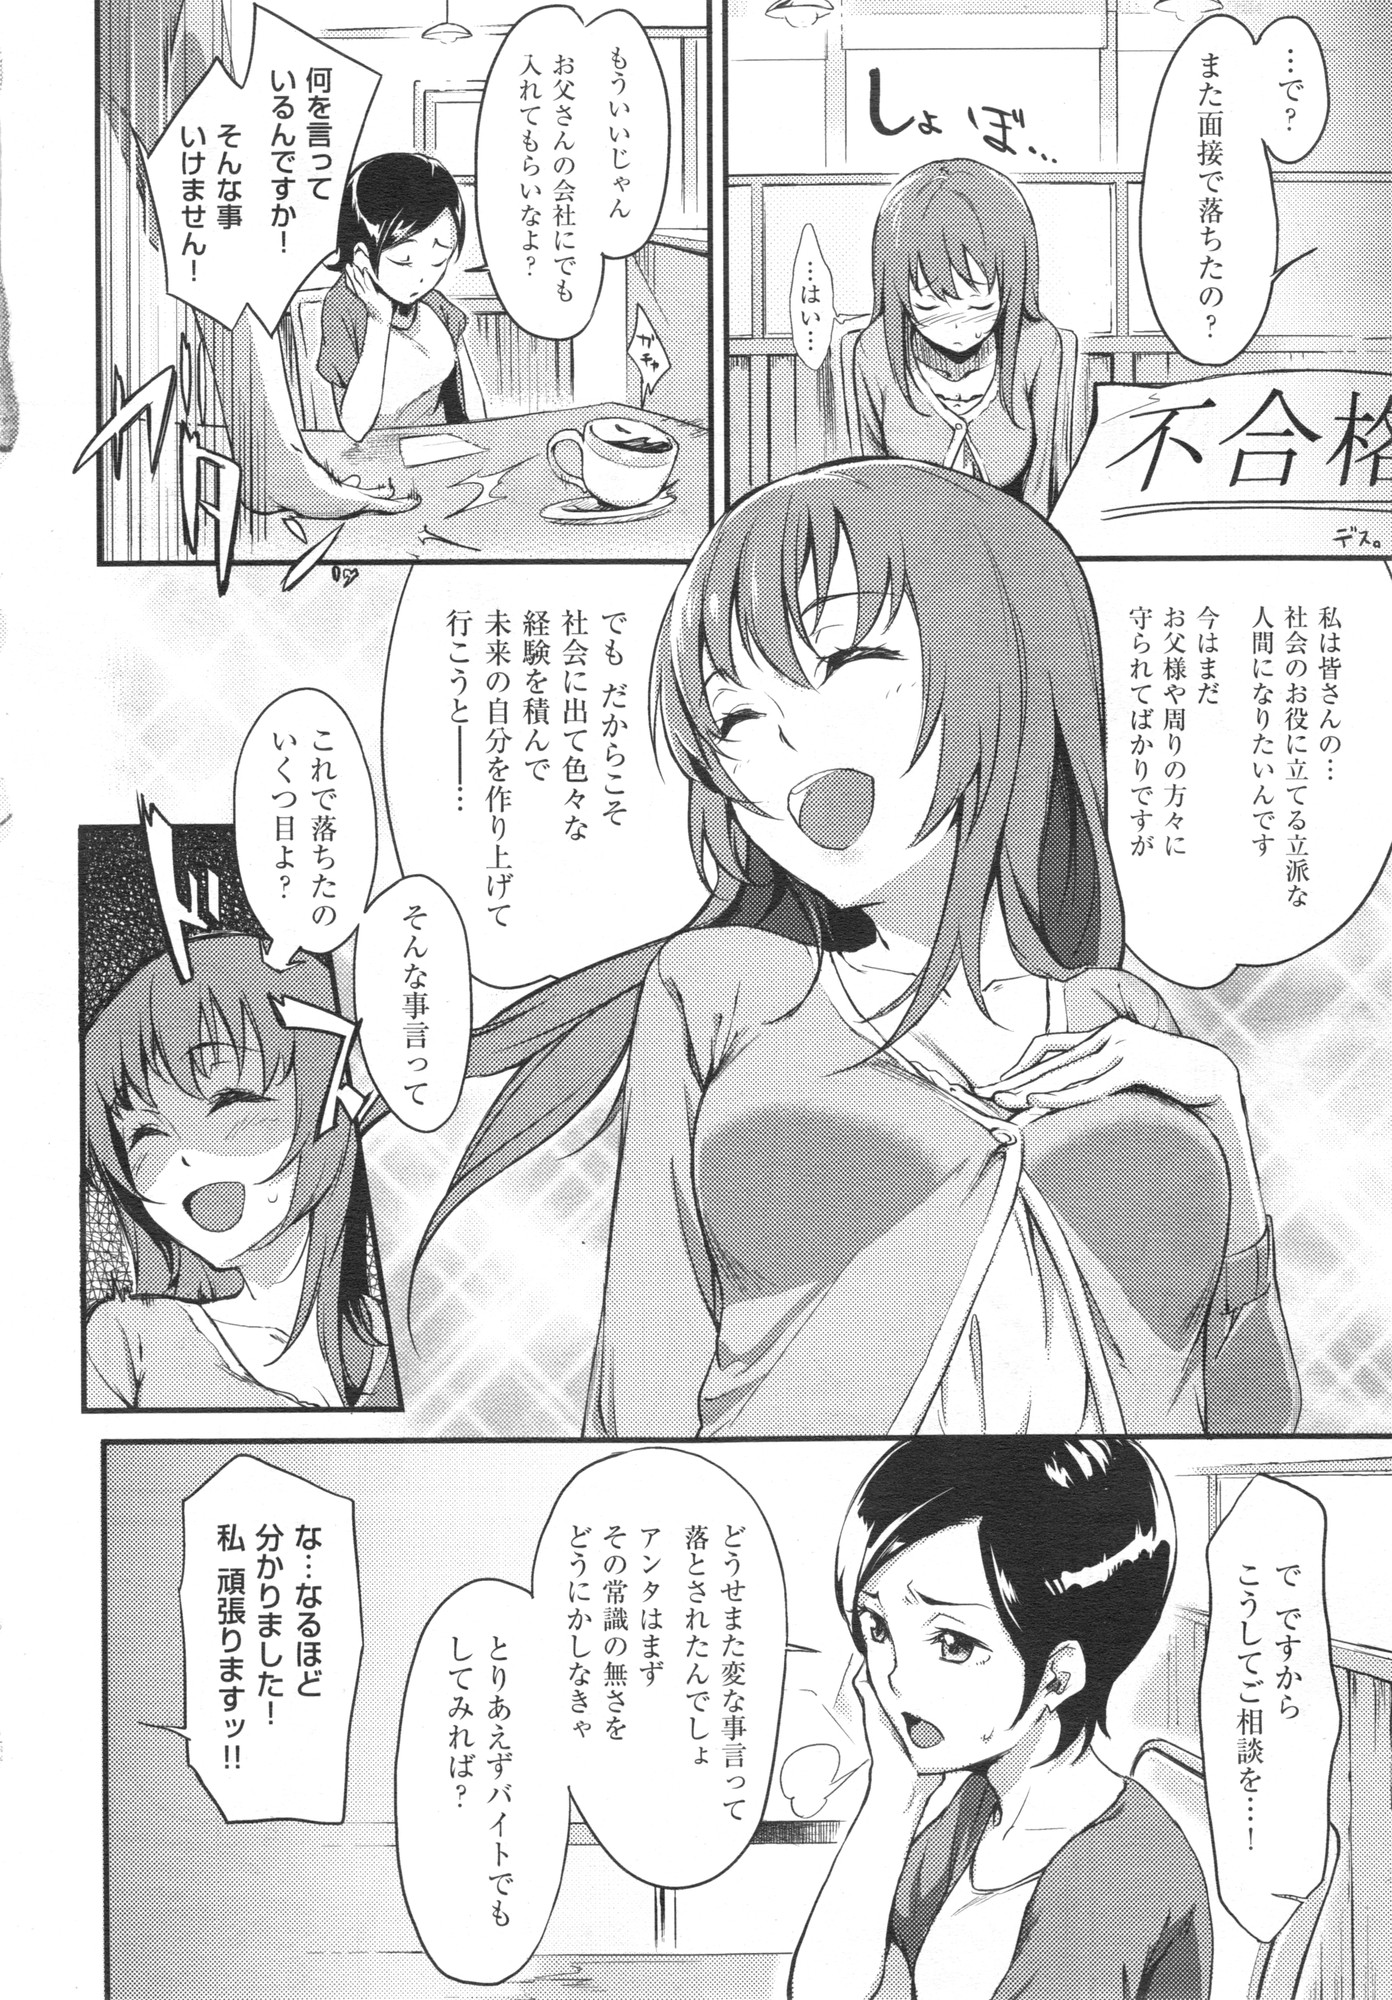 …で？
また面接で落ちたの？
しょぼ…
…はい…
不合格
デス。
もういいじゃん
お父さんの会社にでも
入れてもらいなよ？
ガチャ
何を言って
いるんですか！
そんな事
いけません！
ガタ
私は皆さんの…
社会のお役に立てる立派な
人間になりたいんです
今はまだ
お父様や周りの方々に
守られてばかりですが
でも だからこそ
社会に出て色々な
経験を積んで
未来の自分を作り上げて
行こうと――…
そんな事言って
これで落ちたの
いくつ目よ？
ドキ
で ですから
こうしてご相談を…！
どうせまた変な事言って
落とされたんでしょ
アンタはまず
その常識の無さを
どうにかしなきゃ
とりあえずバイトでも
してみれば？
な…なるほど
分かりました！
私 頑張りますッ!!